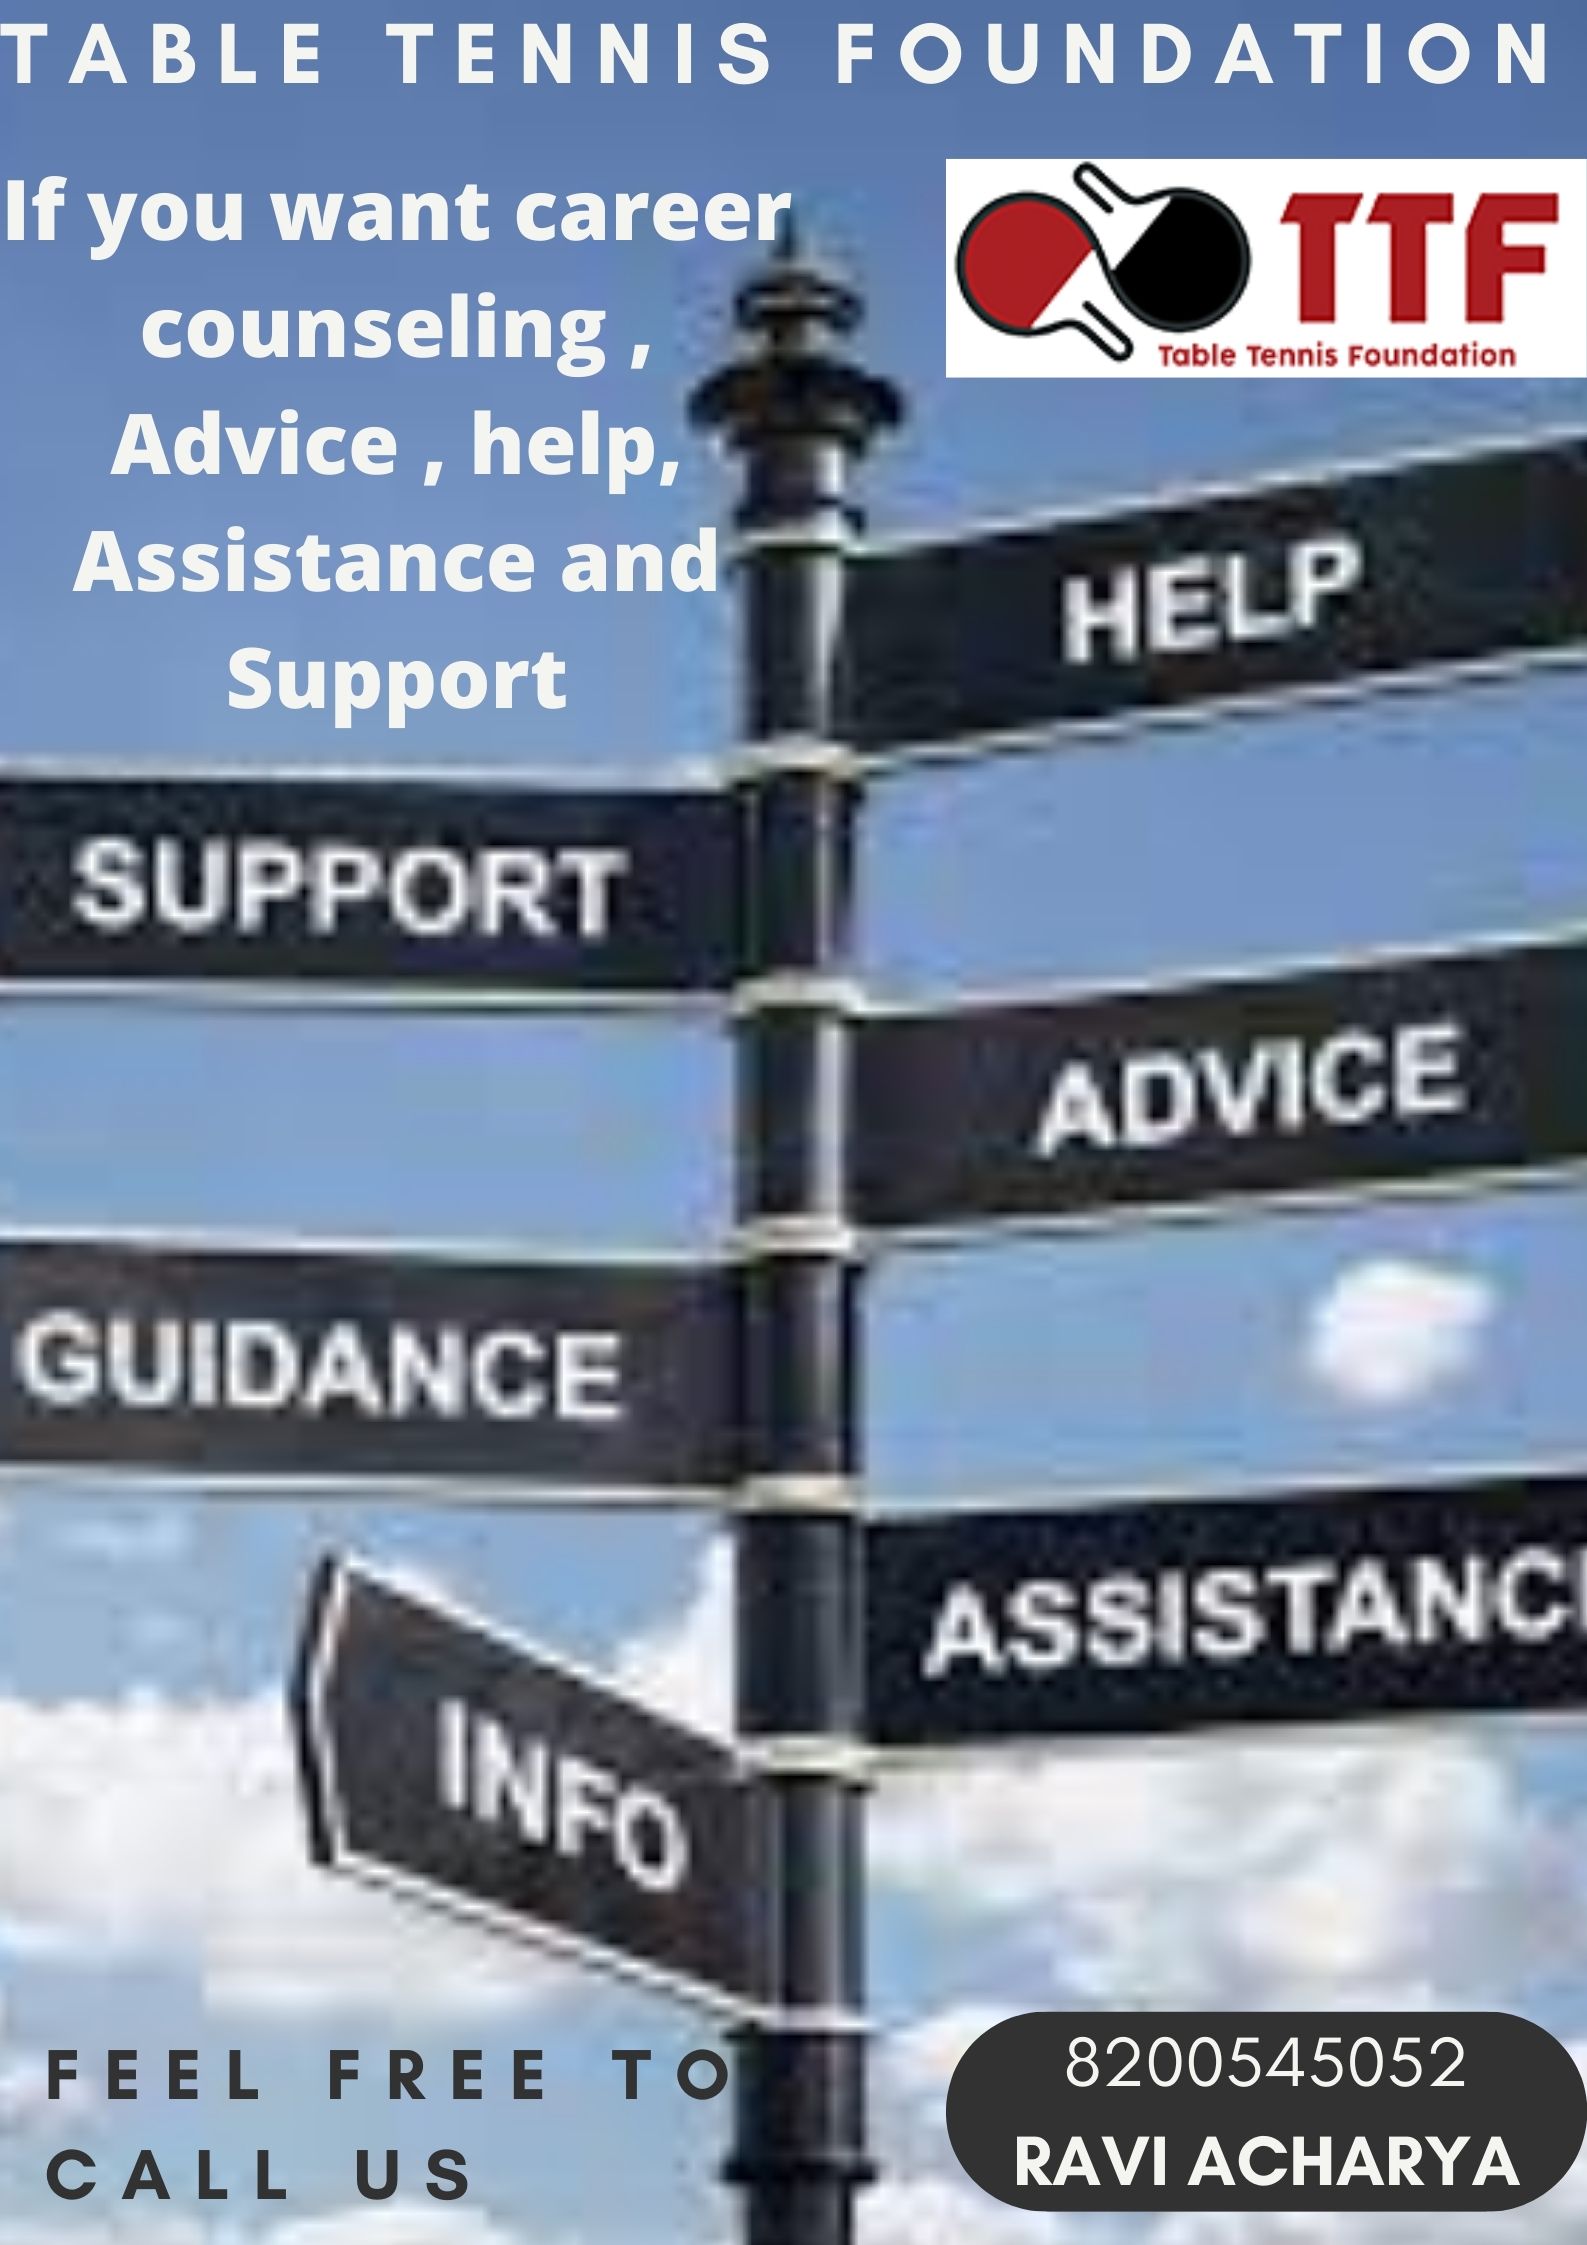 TABLE TENNIS FOUNDATION
If you want career
counseling ,
Advice , help,
Assistance and
Support
TTF
Table Tennis Foundation
HELP
SUPPORT
ADVICE
GUIDANCE
ASSISTANC
INFO
FEEL FREE TO
CALL US
8200545052
RAVI ACHARYA